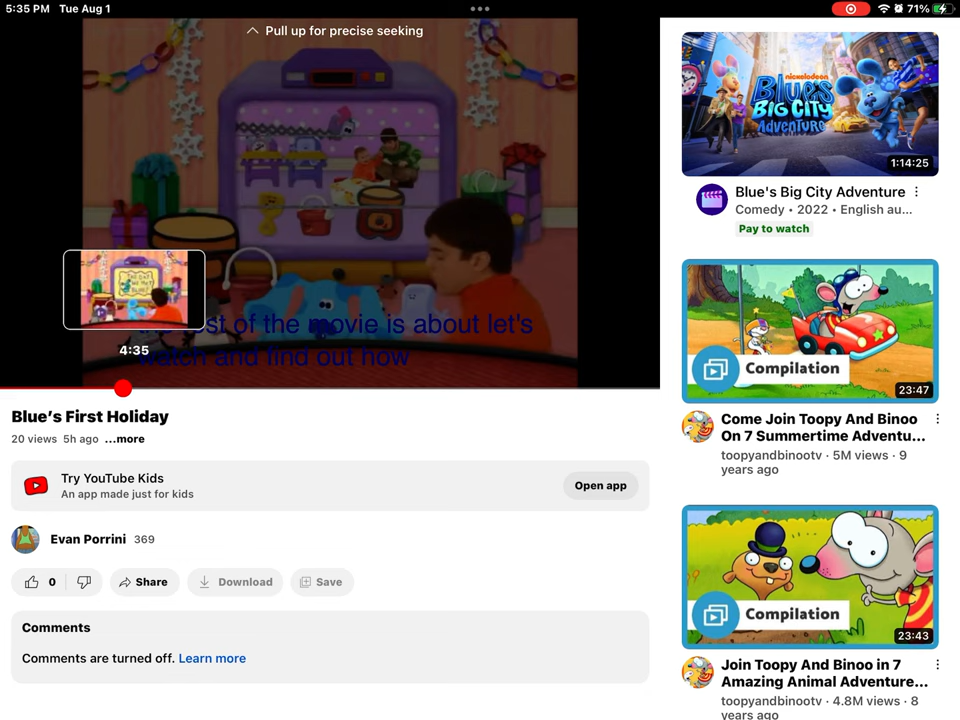 5:35 PM Tue Aug 1
71%
Pull up for precise seeking
est of the movie is about let's
watch and find out how
4:35
Blue's First Holiday
20 views 5h ago ...more
Try YouTube Kids
An app made just for kids
Open app
Evan Porrini 369
0
Share
Download
Save
Comments
Comments are turned off. Learn more
nickelodeon
Blue's
BIG CITY
ADVENTURE
1:14:25
Blue's Big City Adventure
Comedy • 2022 • English au...
Pay to watch
Compilation
23:47
Come Join Toopy And Binoo
On 7 Summertime Adventu...
toopyandbinootv · 5M views · 9
years ago
Compilation
23:43
Join Toopy And Binoo in 7
Amazing Animal Adventure...
toopyandbinootv · 4.8M views · 8
years ago